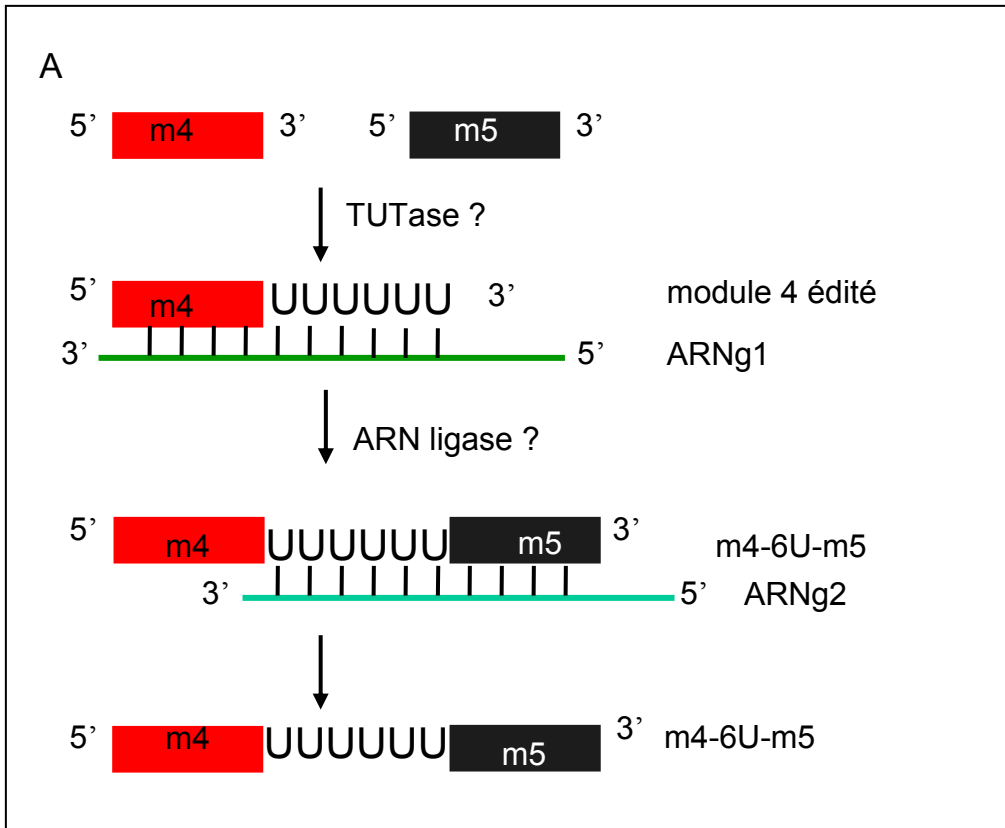 A
5’ m4 3’ 5’ m5 3’
TUTase ?
5’ m4 UUUUUU 3’ module 4 édité
3’ 5’ ARNg1
ARN ligase ?
5’ m4 UUUUUU m5 3’ m4-6U-m5
3’ 5’ ARNg2
5’ m4 UUUUUU m5 3’ m4-6U-m5